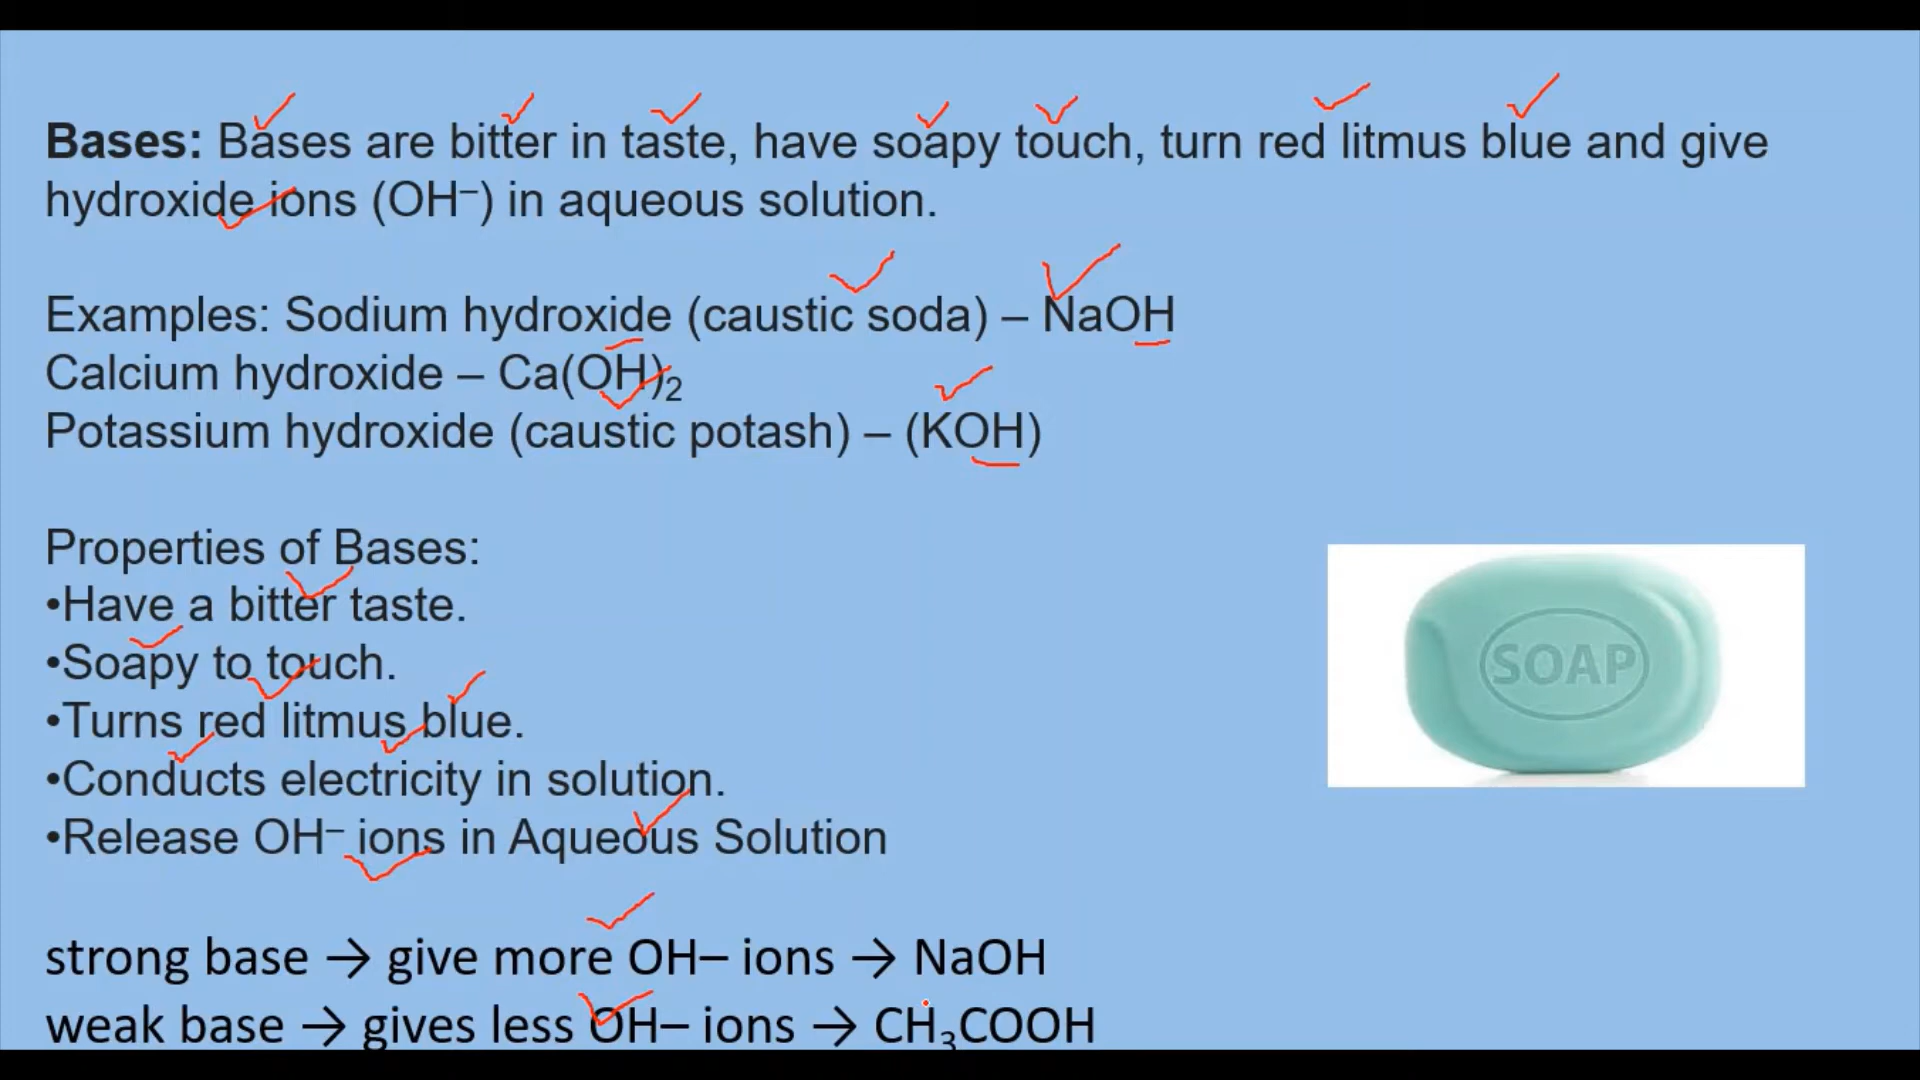 Bases: Bases are bitter in taste, have soapy touch, turn red litmus blue and give
hydroxide ions (OH⁻) in aqueous solution.
Examples: Sodium hydroxide (caustic soda) – NaOH
Calcium hydroxide – Ca(OH)₂
Potassium hydroxide (caustic potash) – (KOH)
Properties of Bases:
•Have a bitter taste.
•Soapy to touch.
•Turns red litmus blue.
•Conducts electricity in solution.
•Release OH⁻ ions in Aqueous Solution
SOAP
strong base → give more OH– ions → NaOH
weak base → gives less OH– ions → CH₃COOH